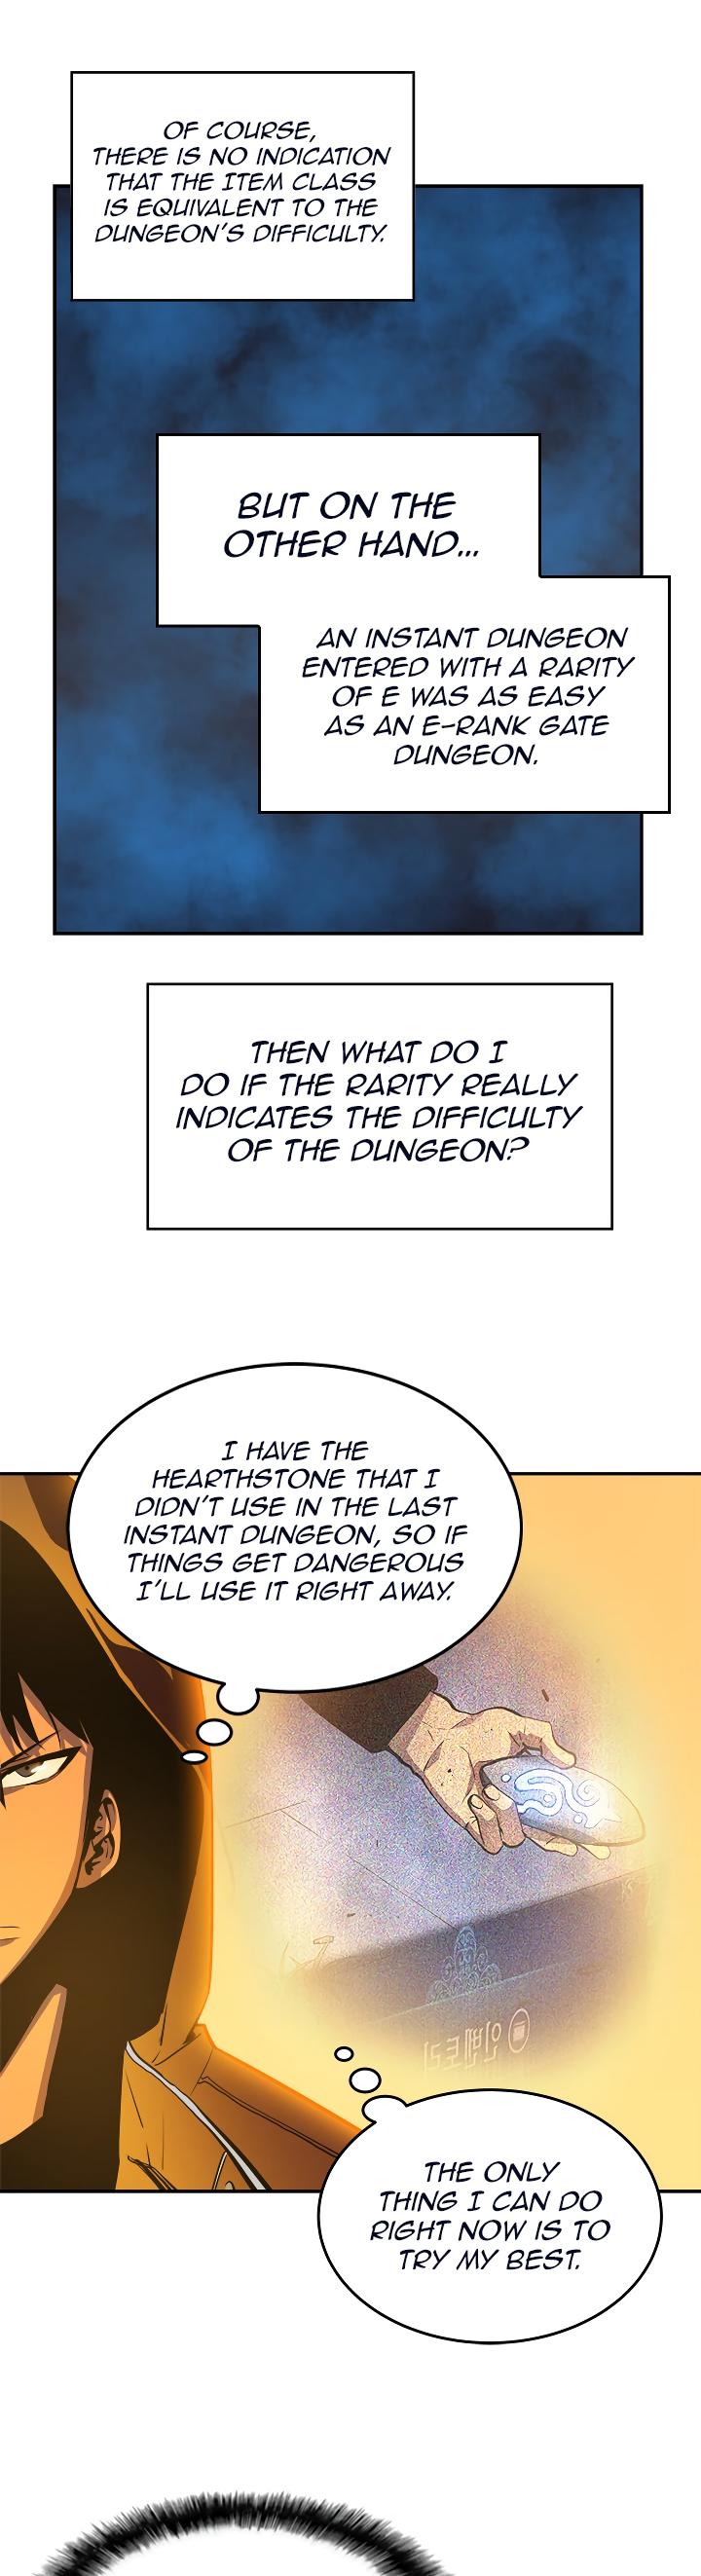 OF COURSE,
THERE IS NO INDICATION
THAT THE ITEM CLASS
IS EQUIVALENT TO THE
DUNGEON'S DIFFICULTY.
BUT ON THE
OTHER HAND...
AN INSTANT DUNGEON
ENTERED WITH A RARITY
OF E WAS AS EASY
AS AN E-RANK GATE
DUNGEON.
THEN WHAT DO I
DO IF THE RARITY REALLY
INDICATES THE DIFFICULTY
OF THE DUNGEON?
I HAVE THE
HEARTHSTONE THAT I
DIDN'T USE IN THE LAST
INSTANT DUNGEON, SO IF
THINGS GET DANGEROUS
I'LL USE IT RIGHT AWAY.
인벤토리
THE ONLY
THING I CAN DO
RIGHT NOW IS TO
TRY MY BEST.